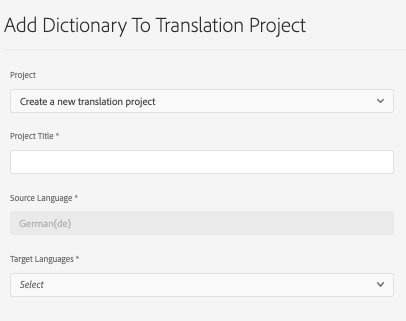 Add Dictionary To Translation Project
Project
Create a new translation project
Project Title *
Source Language *
German(de)
Target Languages *
Select